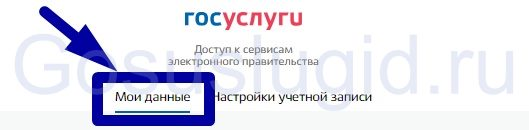 госуслуги
Доступ к сервисам
электронного правительства
Gosuslugid.ru
Мои данные Настройки учетной записи